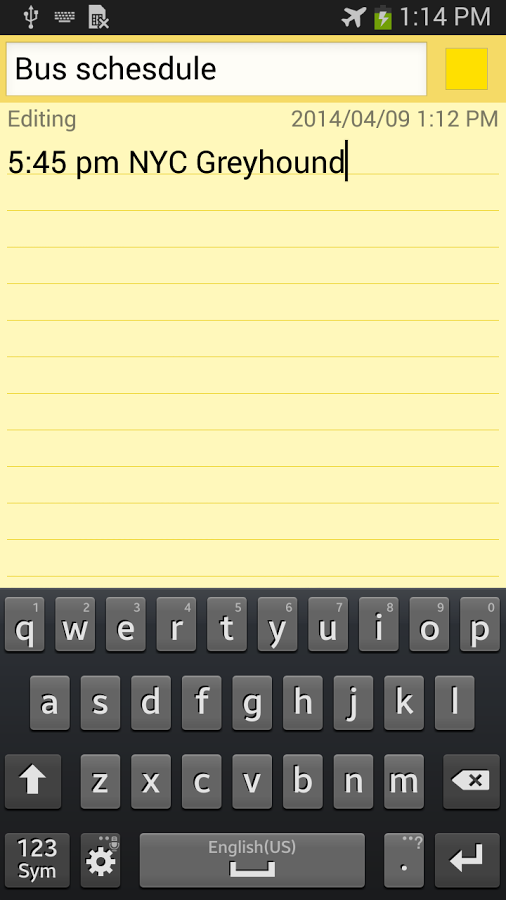 1:14 PM
Bus schesdule
Editing 2014/04/09 1:12 PM
5:45 pm NYC Greyhound
1 2 3 4 5 6 7 8 9 0
q w e r t y u i o p
a s d f g h j k l
z x c v b n m
123 English(US) ...?
Sym .